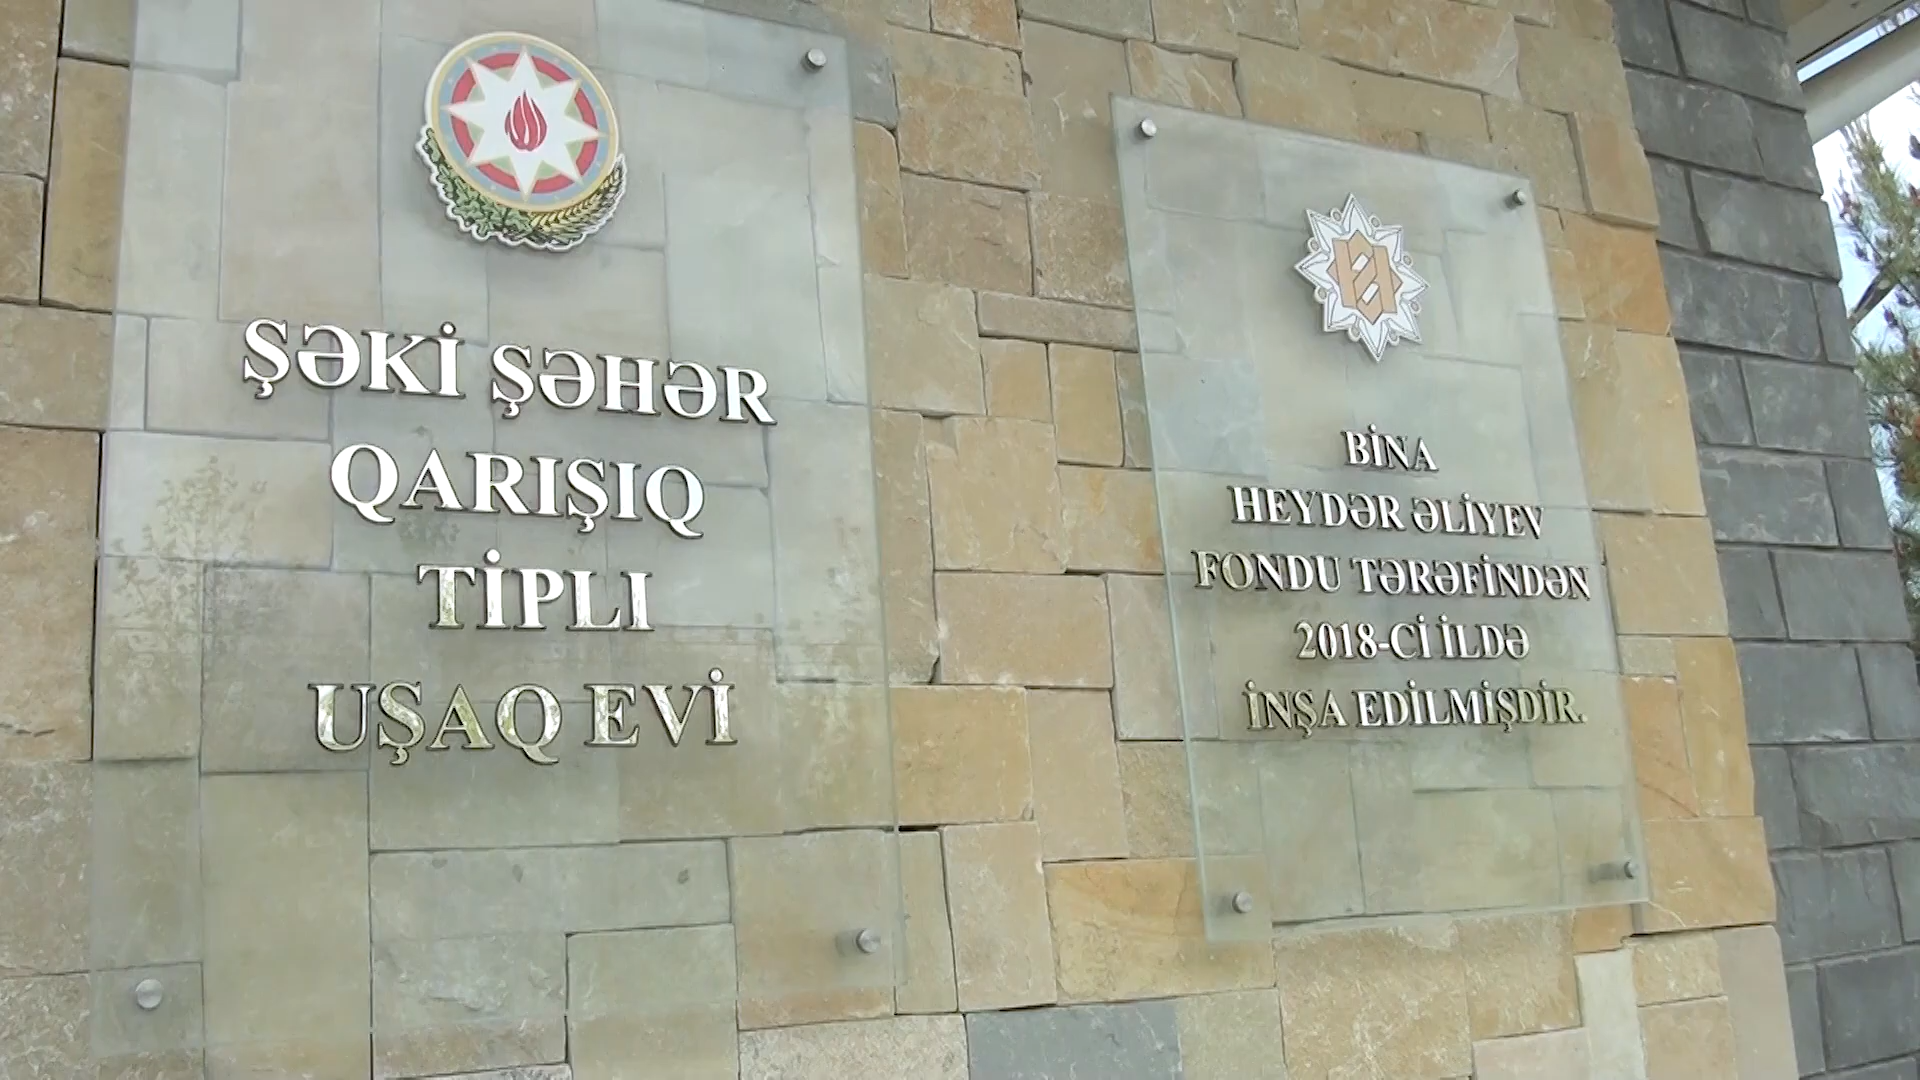 ŞƏKİ ŞƏHƏR
QARIŞIQ
TİPLI
UŞAQ EVİ
BİNA
HEYDƏR ƏLİYEV
FONDU TƏRƏFİNDƏN
2018-Cİ İLDƏ
İNŞA EDİLMİŞDİR.